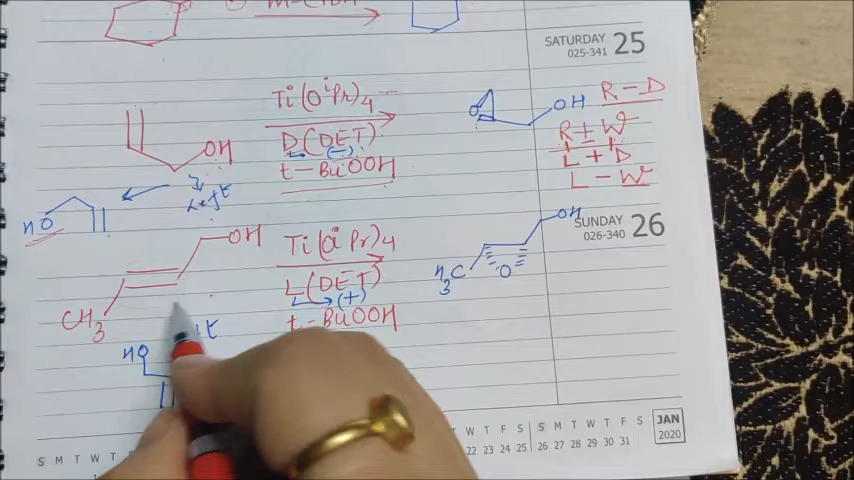 SATURDAY 25
025-341
Ti(OⁱPr)₄
D(DET)
(-)
t-BuOOH
OH
O
OH
R-D
R±W
L+D
L-W
Left
HO
SUNDAY 26
026-340
OH
CH₃
Ti(OⁱPr)₄
L(DET)
(+)
t-BuOOH
H₃C
O
OH
HO
W T F S S M T W T F S S M T W T F S
22 23 24 25 26 27 28 29 30 31
JAN
2020
S M T W T F S